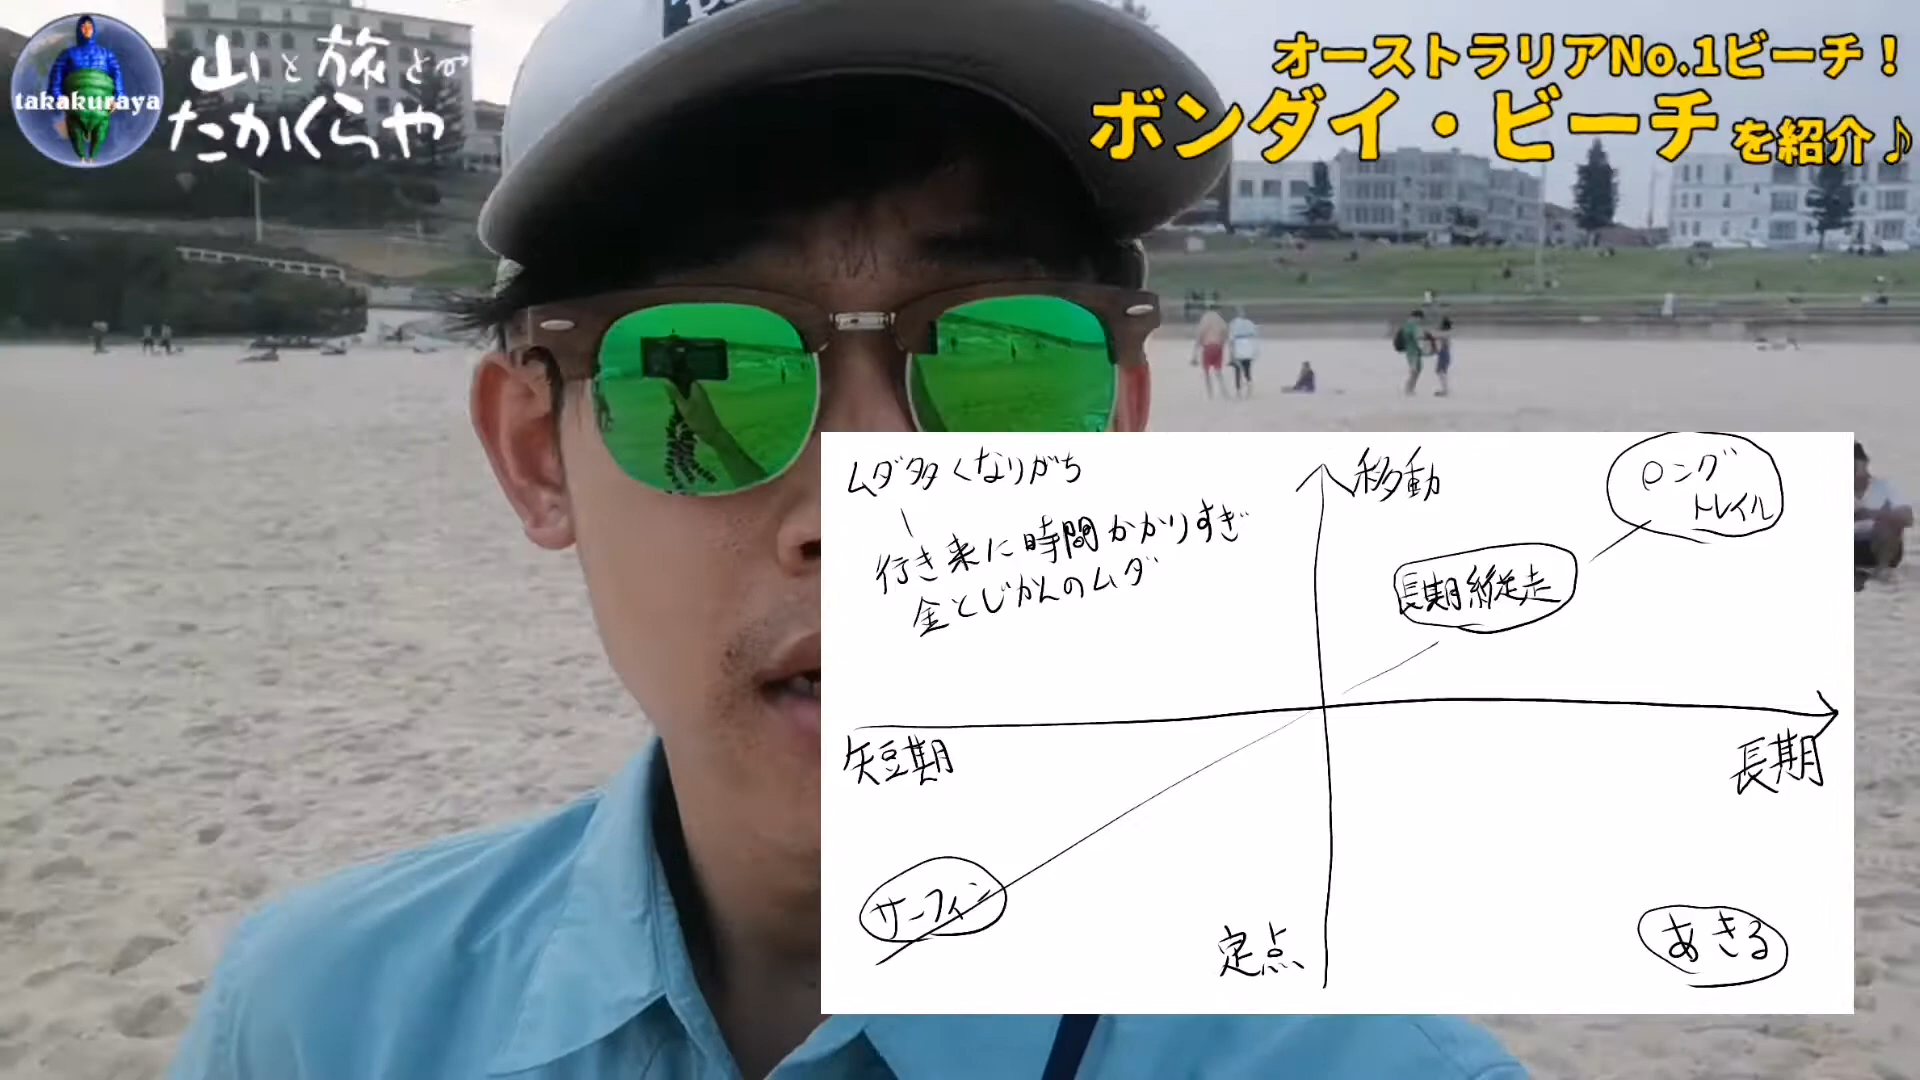 takakuraya
山と旅とか
たかくらや
オーストラリアNo.1ビーチ！
ボンダイ・ビーチを紹介♪
ムダ多くなりがち
行き来に時間かかりすぎ
金とじかんのムダ
移動
ロング
トレイル
長期縦走
短期
長期
サーフィン
定点
あきる